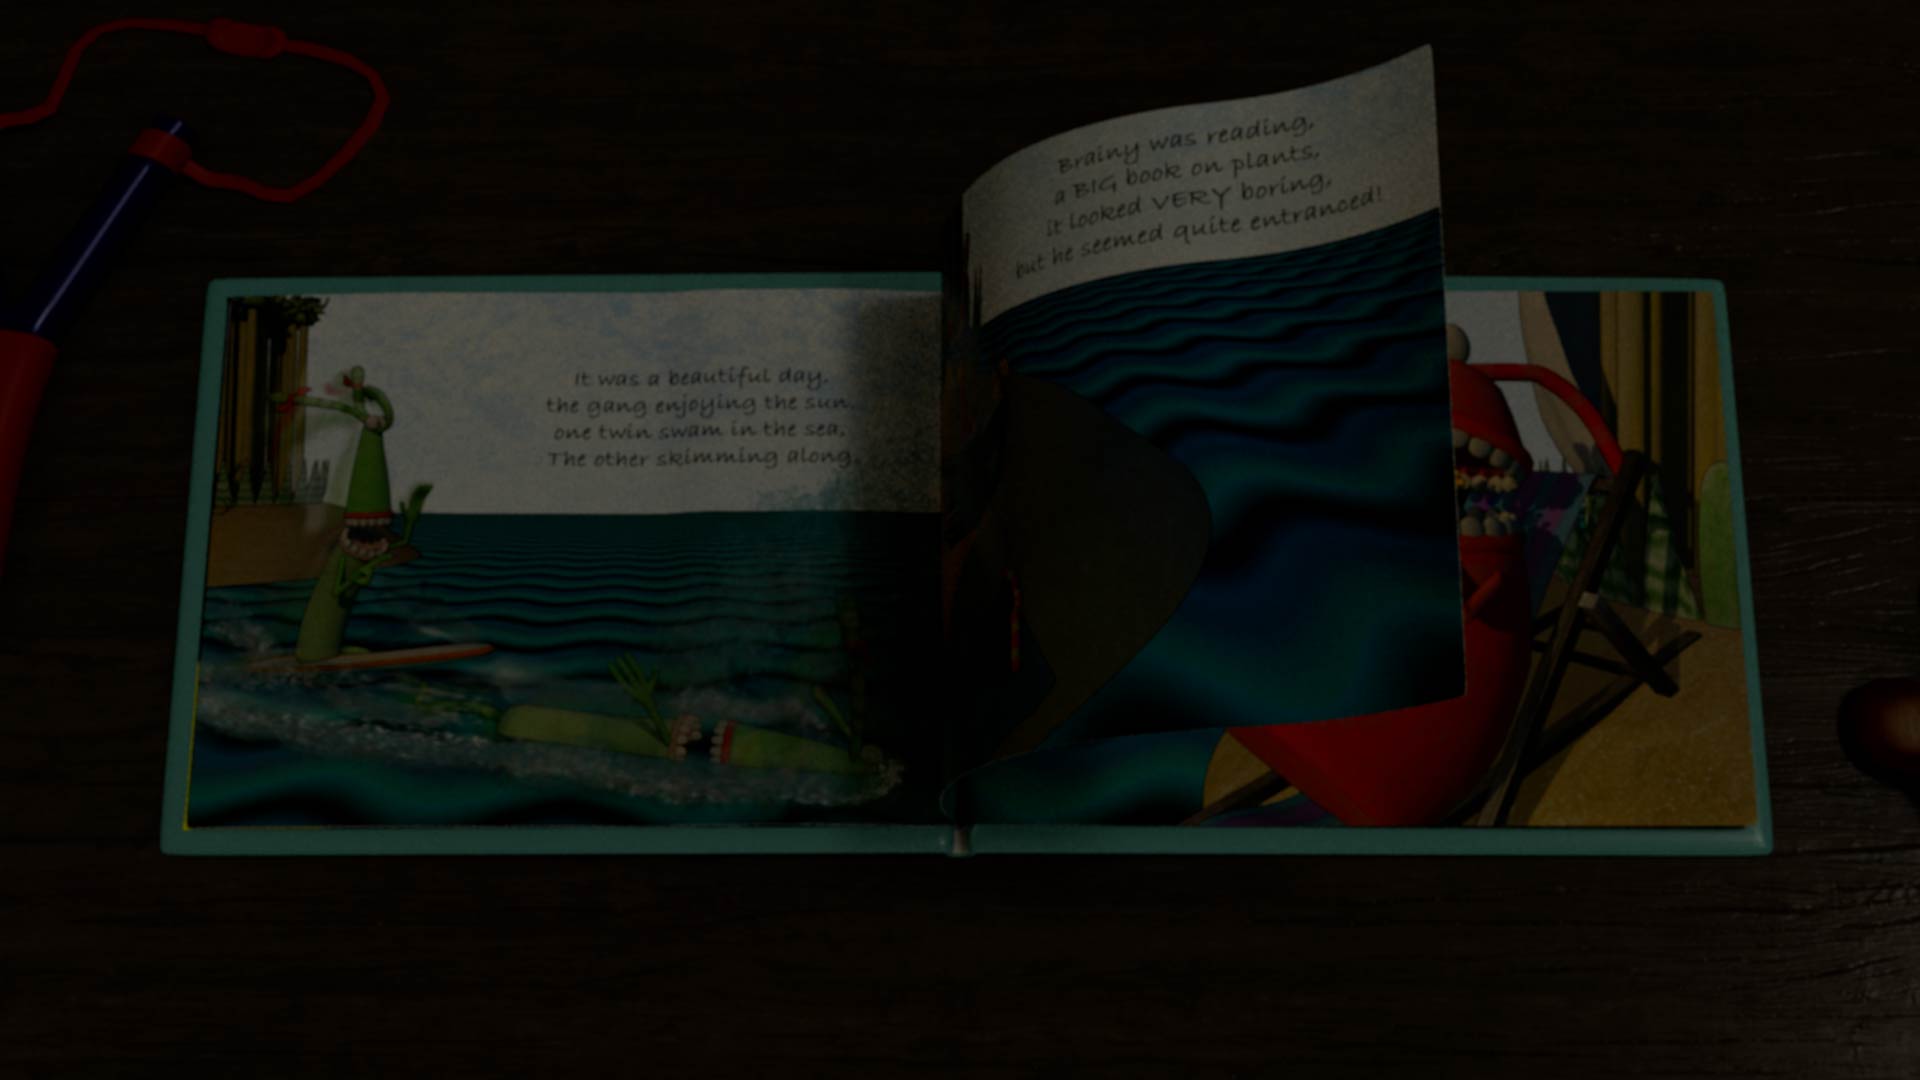 It was a beautiful day,
the gang enjoying the sun,
one twin swam in the sea,
The other skimming along.
Brainy was reading,
a BIG book on plants,
it looked VERY boring,
but he seemed quite entranced!